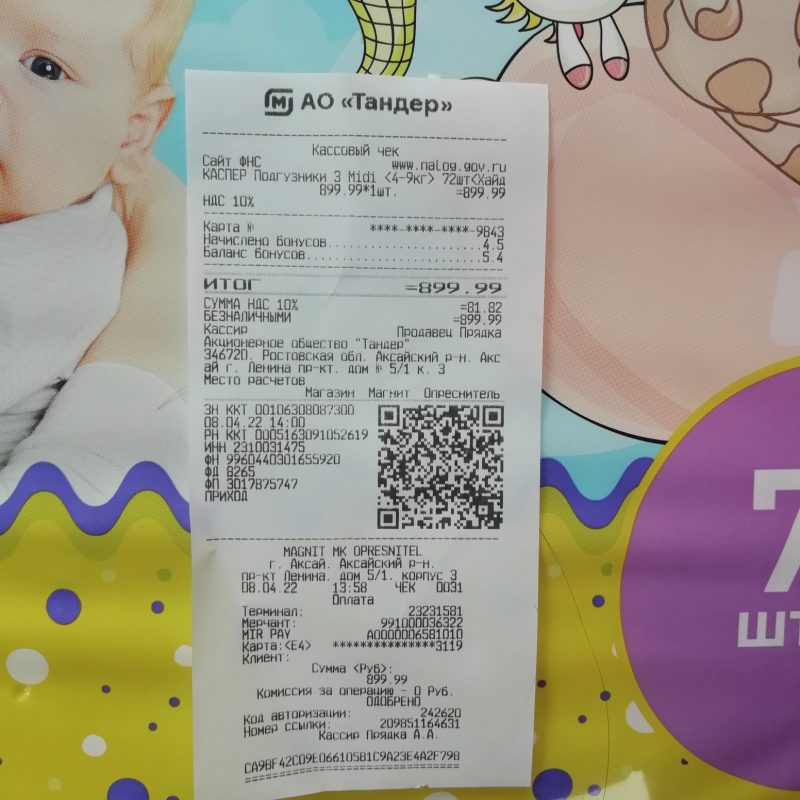 М АО «Тандер»
Кассовый чек
Сайт ФНС www.nalog.gov.ru
КАСПЕР Подгузники 3 Midi <4-9кг> 72шт<Хайд
899.99*1шт. =899.99
НДС 10%
Карта № ****-****-****-9843
Начислено бонусов......................4.5
Баланс бонусов.........................5.4
ИТОГ =899.99
СУММА НДС 10% =81.82
БЕЗНАЛИЧНЫМИ =899.99
Кассир Продавец Прядка
Акционерное общество "Тандер"
346720, Ростовская обл. Аксайский р-н. Акс
ай г. Ленина пр-кт. дом № 5/1 к. 3
Место расчетов
Магазин Магнит Опреснитель
ЗН ККТ 00106308087300
08.04.22 14:00
РН ККТ 0005163091052619
ИНН 2310031475
ФН 9960440301655920
ФД 8265
ФП 3017875747
ПРИХОД
MAGNIT MK OPRESNITEL
г. Аксай, Аксайский р-н.
пр-кт Ленина, дом 5/1, корпус 3
08.04.22 13:58 ЧЕК 0031
Оплата
Терминал: 23231581
Мерчант: 991000036322
MIR PAY A0000006581010
Карта:<E4> ***************3119
Клиент:
Сумма <Руб>:
899.99
Комиссия за операцию - 0 Руб.
ОДОБРЕНО
Код авторизации: 242620
Номер ссылки: 209851164631
Кассир Прядка А.А.
CA9BF42C09E06610581C9A23E4A2F798
7
шт